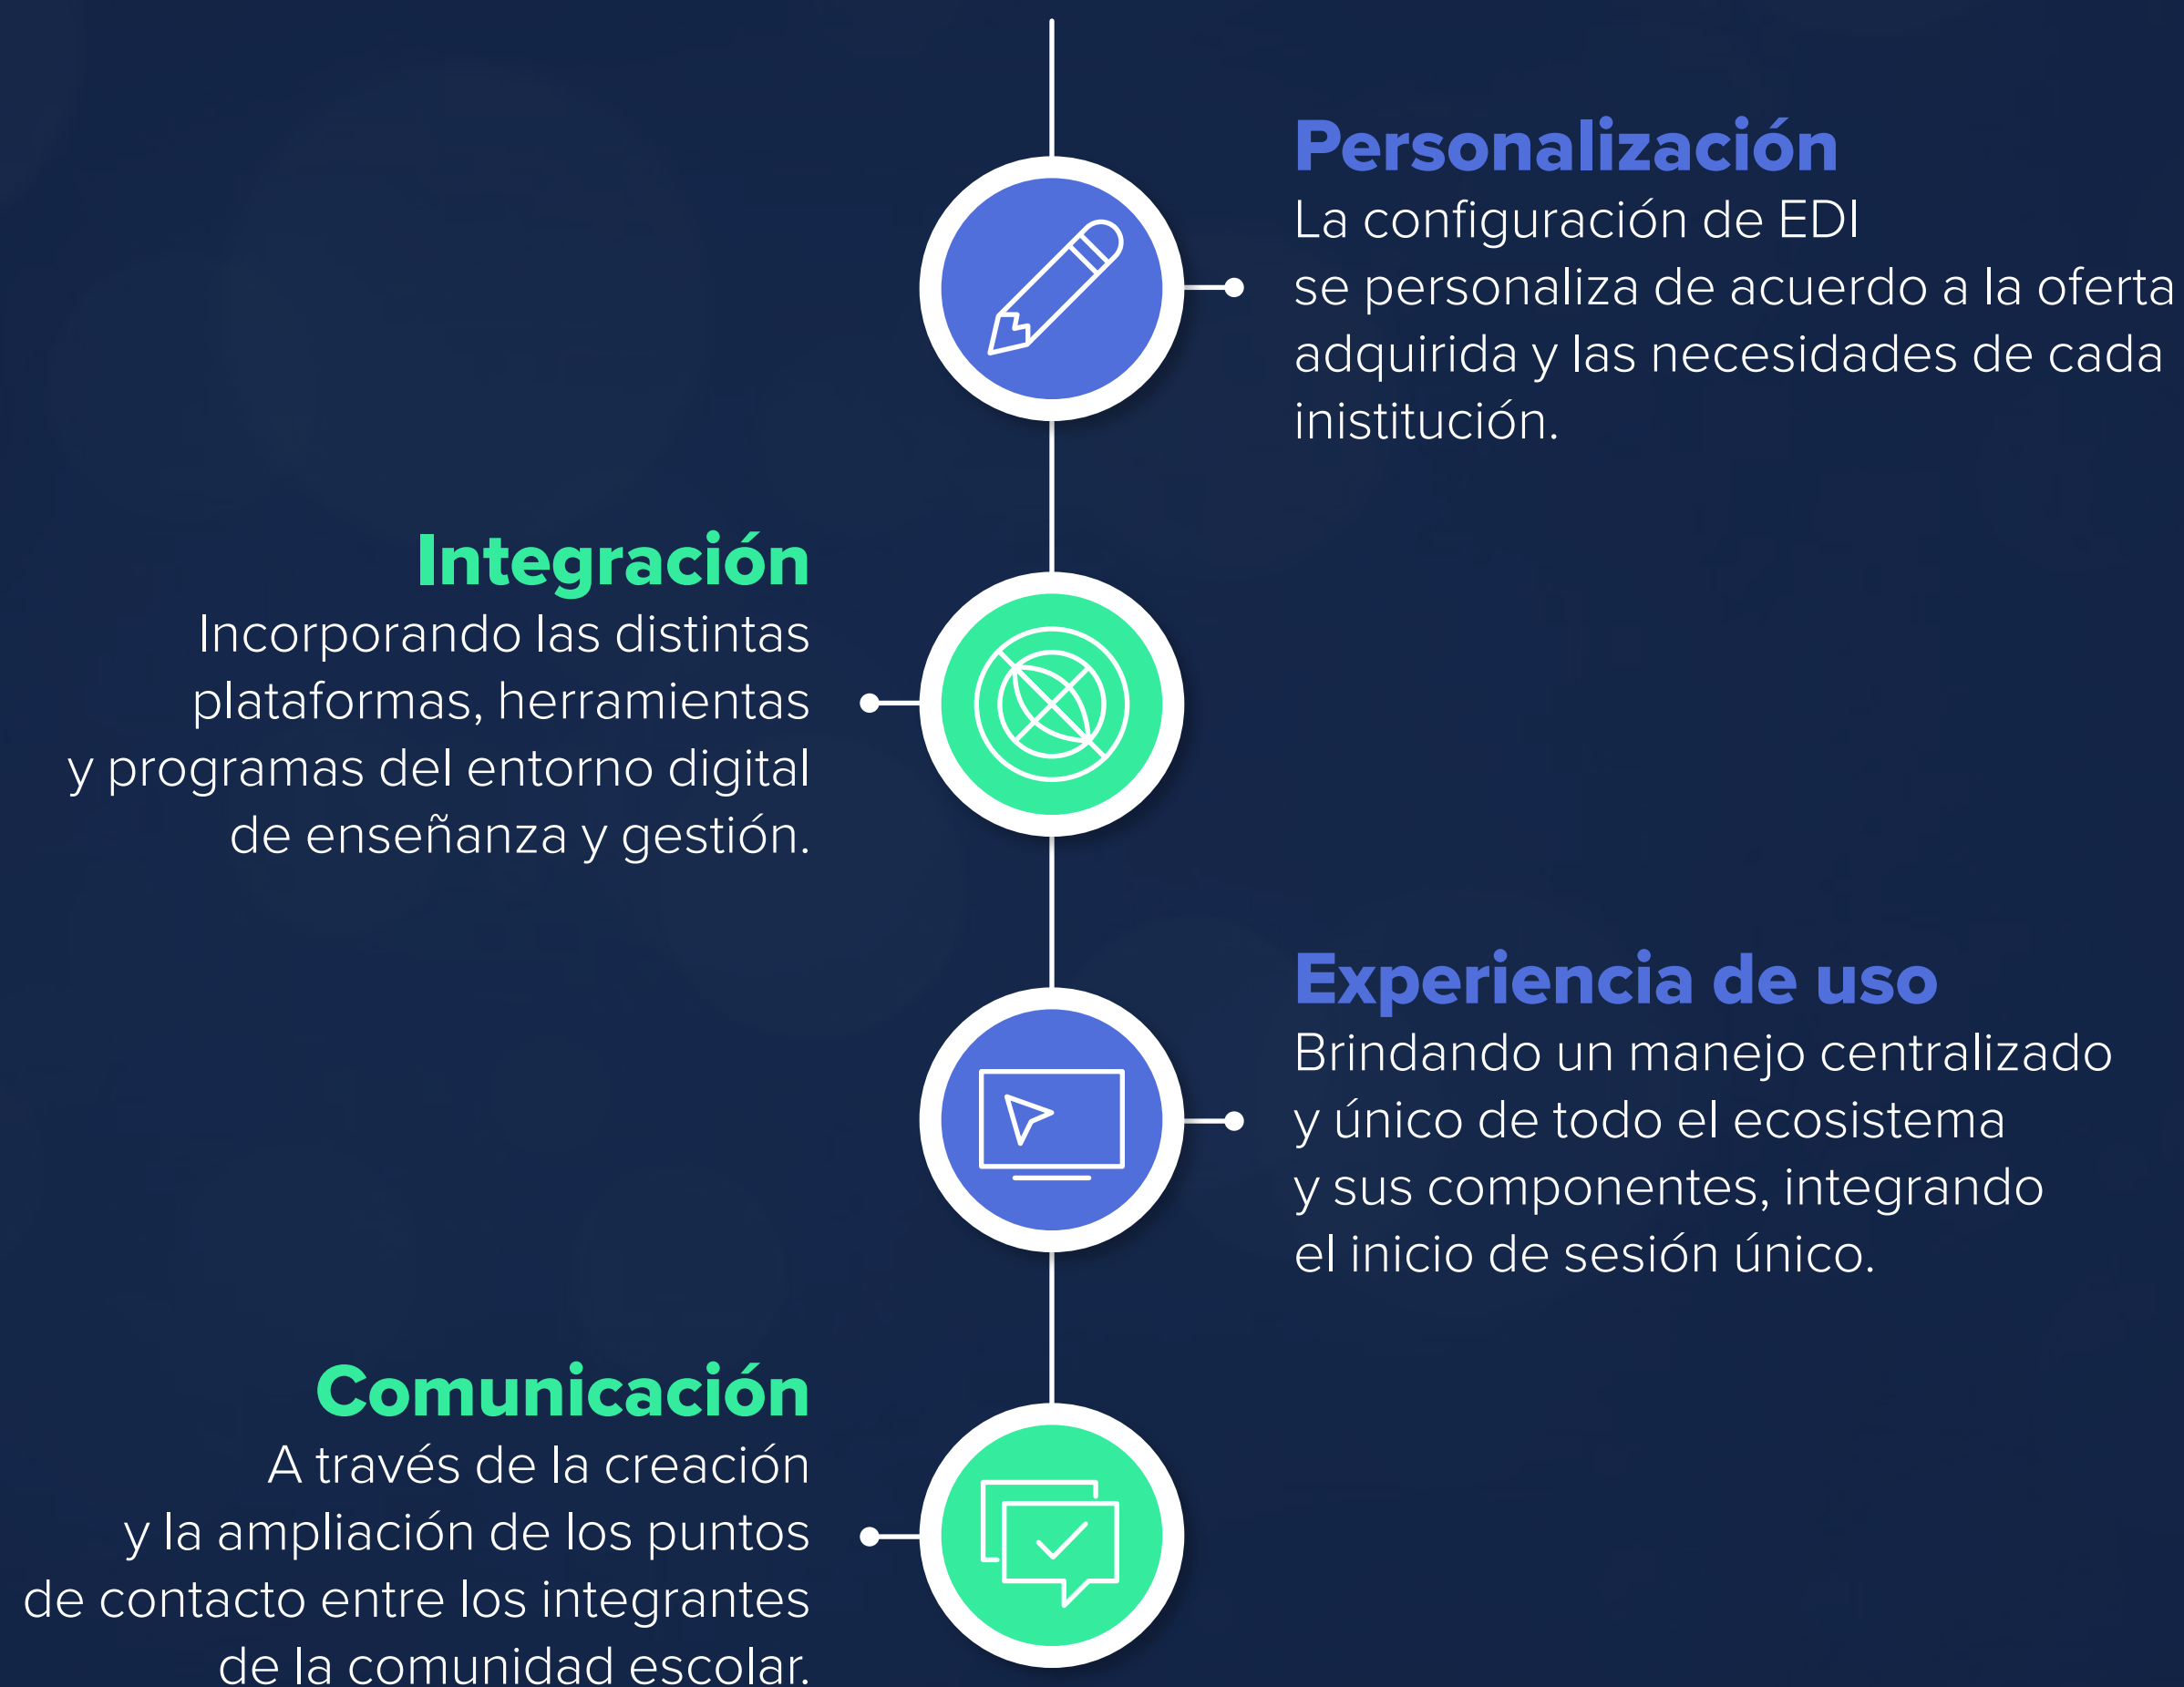 Personalización
La configuración de EDI
se personaliza de acuerdo a la oferta
adquirida y las necesidades de cada
inistitución.
Integración
Incorporando las distintas
plataformas, herramientas
y programas del entorno digital
de enseñanza y gestión.
Experiencia de uso
Brindando un manejo centralizado
y único de todo el ecosistema
y sus componentes, integrando
el inicio de sesión único.
Comunicación
A través de la creación
y la ampliación de los puntos
de contacto entre los integrantes
de la comunidad escolar.